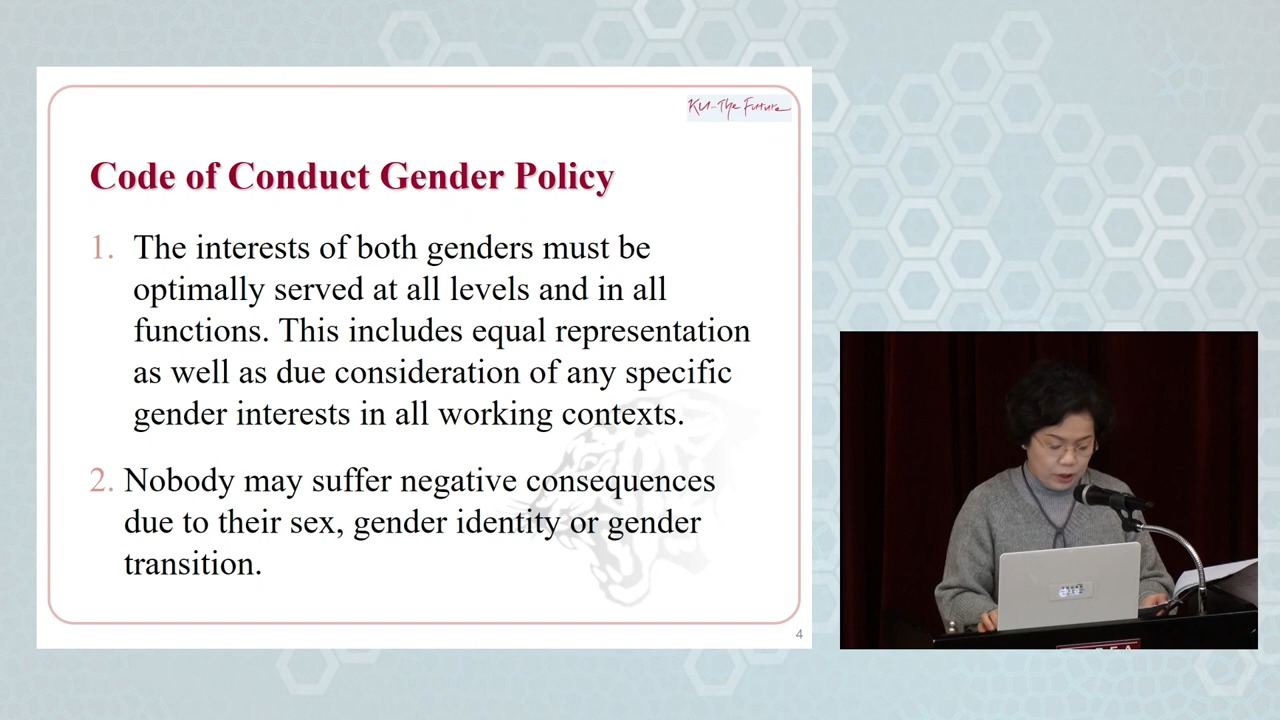 KU-The Future
Code of Conduct Gender Policy
1. The interests of both genders must be
optimally served at all levels and in all
functions. This includes equal representation
as well as due consideration of any specific
gender interests in all working contexts.
2. Nobody may suffer negative consequences
due to their sex, gender identity or gender
transition.
4